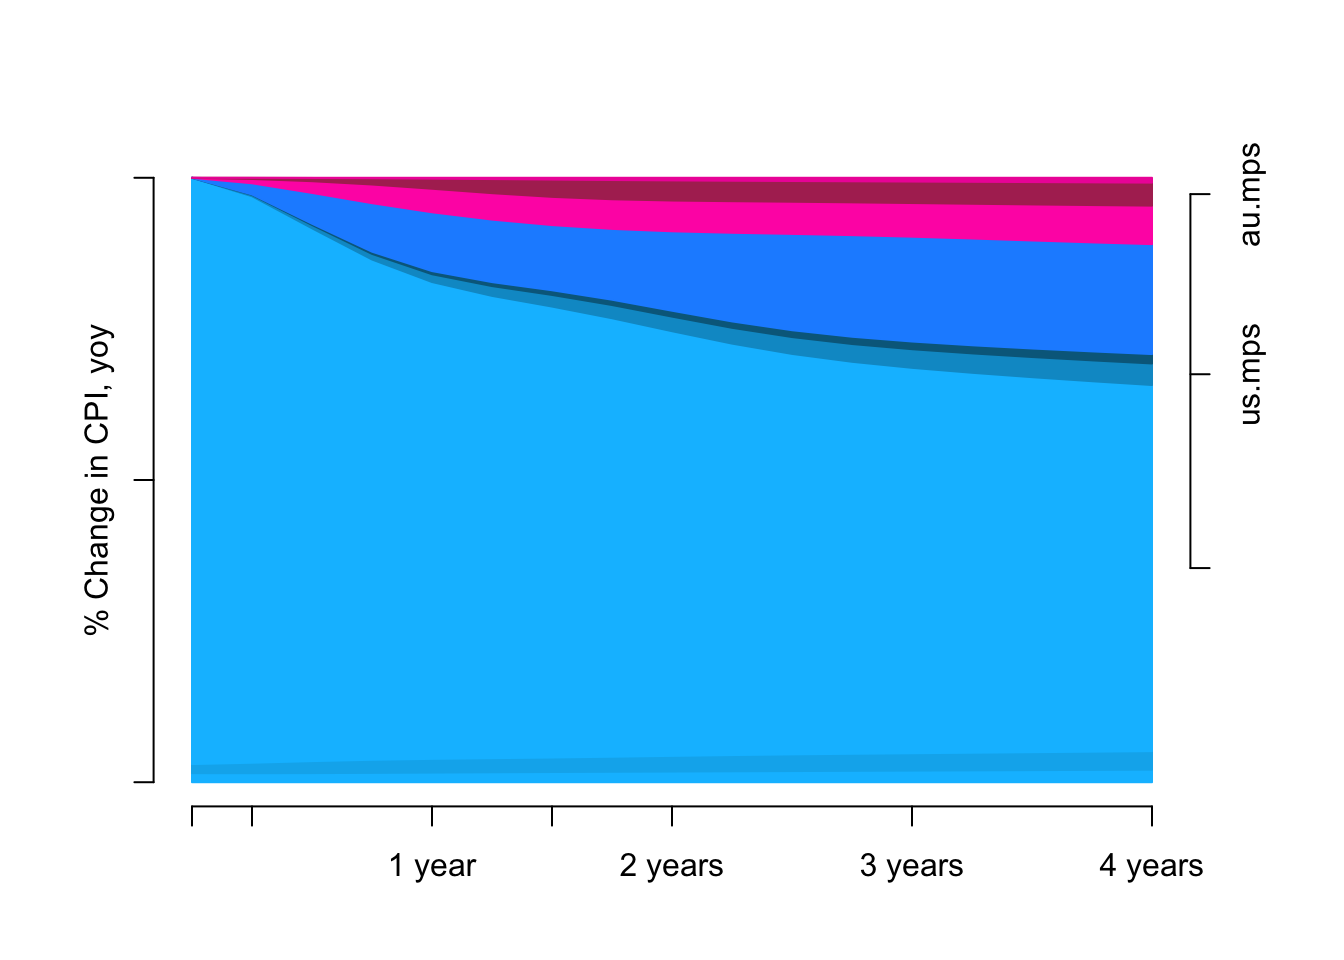 % Change in CPI, yoy
au.mps
us.mps
1 year
2 years
3 years
4 years